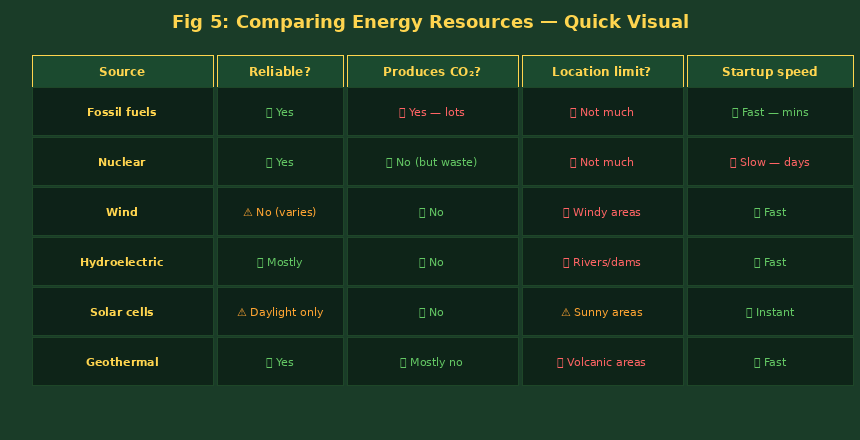 Fig 5: Comparing Energy Resources — Quick Visual
Source Reliable? Produces CO₂? Location limit? Startup speed
Fossil fuels Yes Yes — lots Not much Fast — mins
Nuclear Yes No (but waste) Not much Slow — days
Wind ⚠ No (varies) No Windy areas Fast
Hydroelectric Mostly No Rivers/dams Fast
Solar cells ⚠ Daylight only No ⚠ Sunny areas Instant
Geothermal Yes Mostly no Volcanic areas Fast